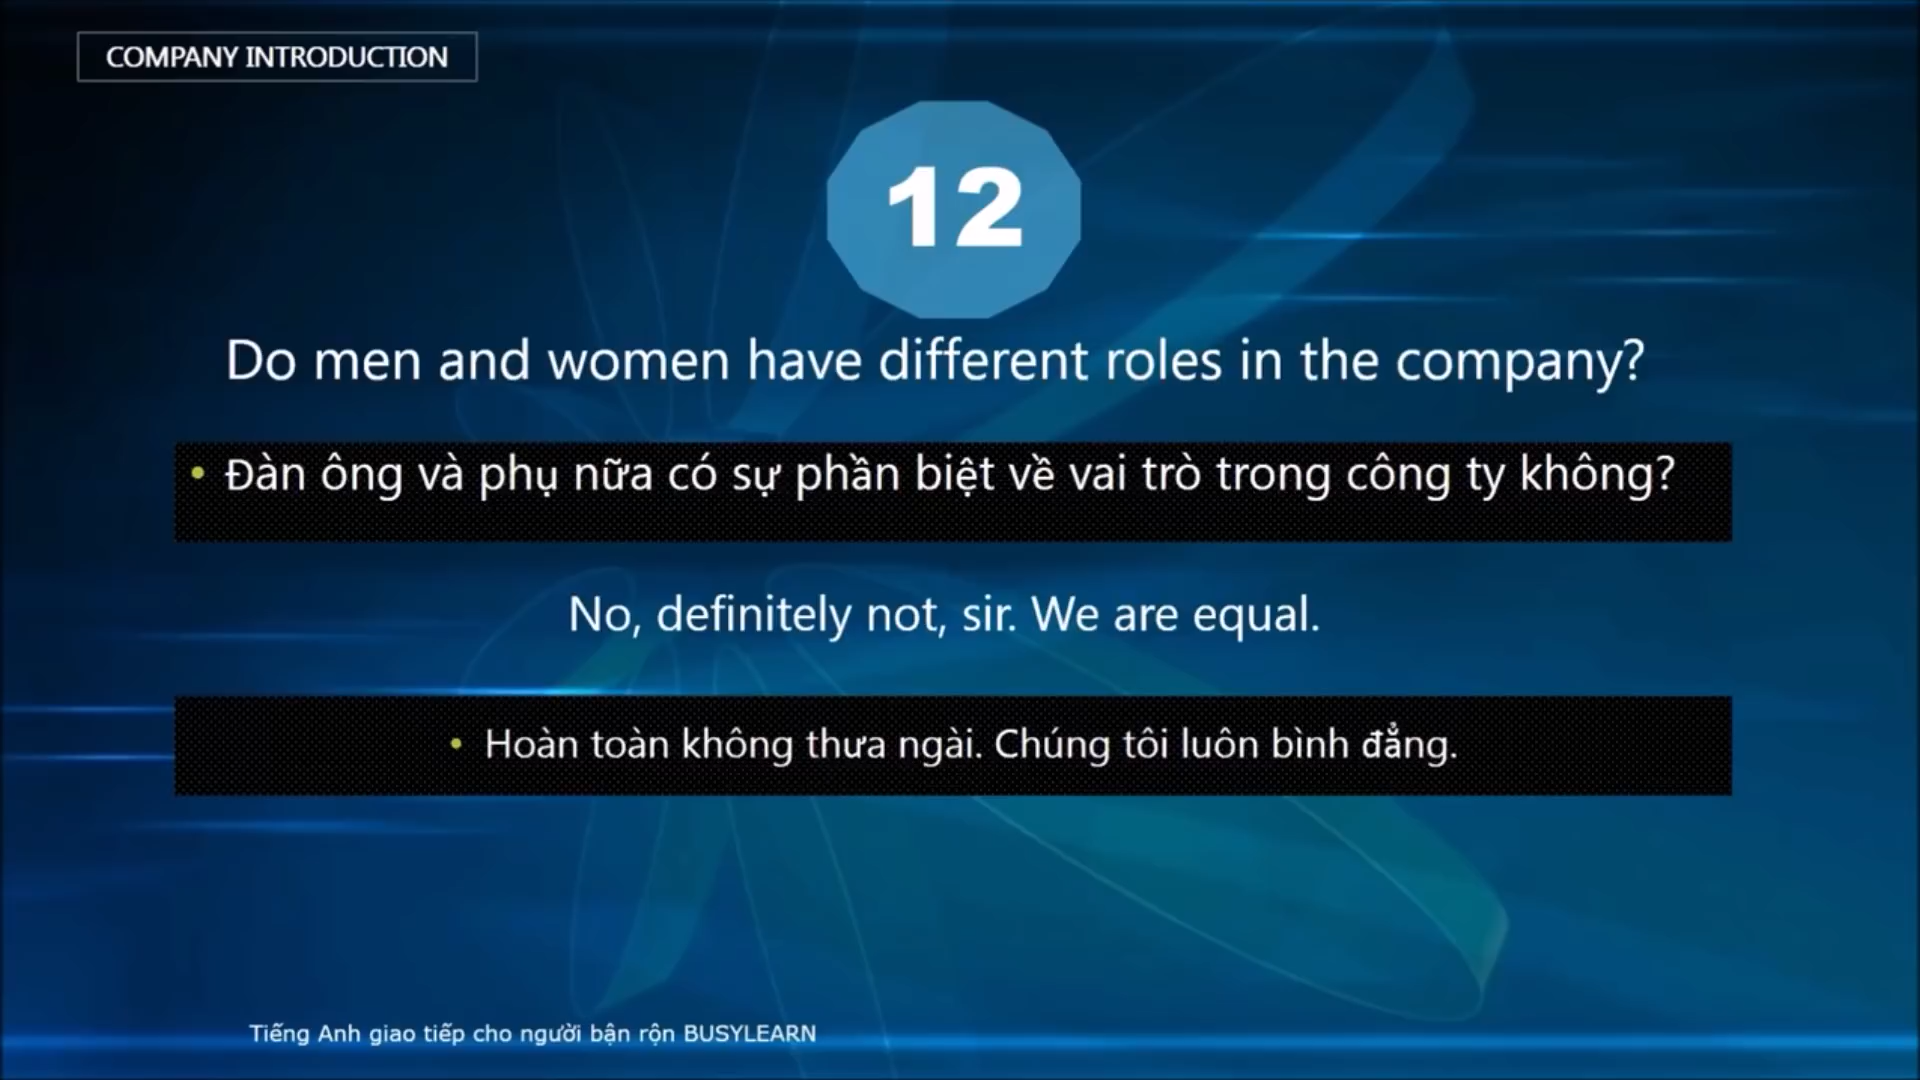 COMPANY INTRODUCTION
12
Do men and women have different roles in the company?
• Đàn ông và phụ nữa có sự phần biệt về vai trò trong công ty không?
No, definitely not, sir. We are equal.
• Hoàn toàn không thưa ngài. Chúng tôi luôn bình đẳng.
Tiếng Anh giao tiếp cho người bận rộn BUSYLEARN